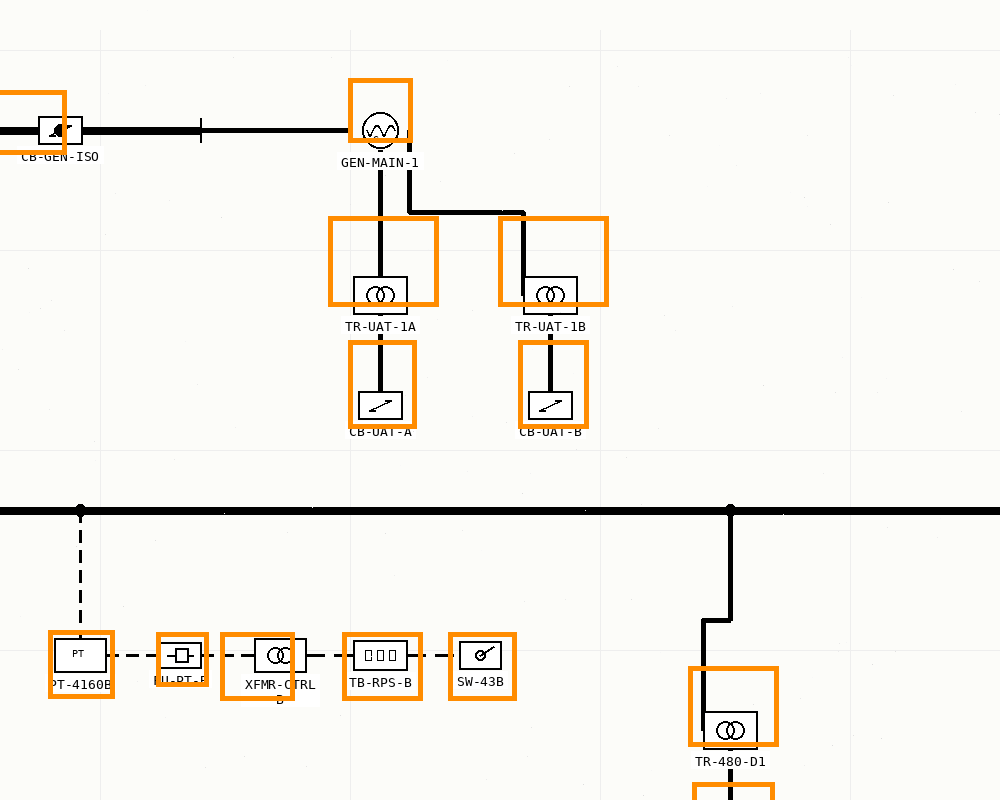 CB-GEN-ISO
GEN-MAIN-1
TR-UAT-1A
TR-UAT-1B
CB-UAT-A
CB-UAT-B
PT
PT-4160B
XFMR-CTRL
B
TB-RPS-B
SW-43B
TR-480-D1